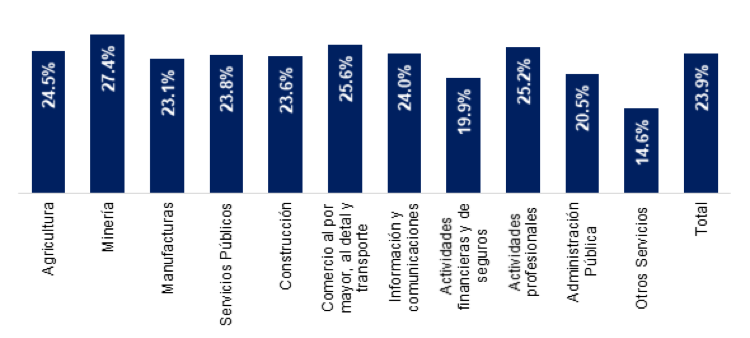 24.5%
27.4%
23.1%
23.8%
23.6%
25.6%
24.0%
19.9%
25.2%
20.5%
14.6%
23.9%
Agricultura
Minería
Manufacturas
Servicios Públicos
Construcción
Comercio al por
mayor, al detal y
transporte
Información y
comunicaciones
Actividades
financieras y de
seguros
Actividades
profesionales
Administración
Pública
Otros Servicios
Total